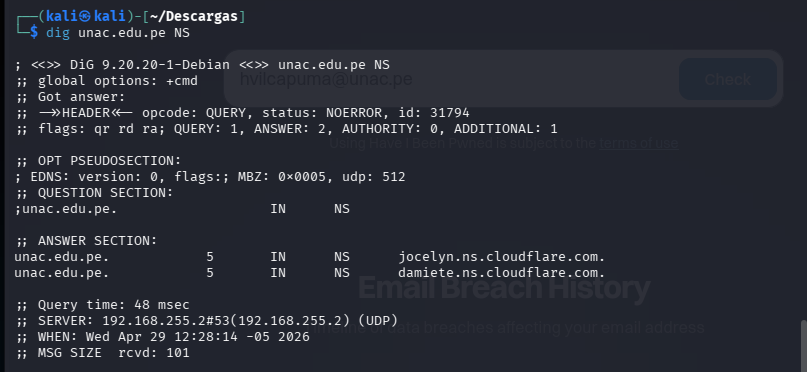 ┌──(kali㉿kali)-[~/Descargas]
└─$ dig unac.edu.pe NS
; <<>> DiG 9.20.20-1-Debian <<>> unac.edu.pe NS
;; global options: +cmd
;; Got answer:
;; ->>HEADER<<- opcode: QUERY, status: NOERROR, id: 31794
;; flags: qr rd ra; QUERY: 1, ANSWER: 2, AUTHORITY: 0, ADDITIONAL: 1
;; OPT PSEUDOSECTION:
; EDNS: version: 0, flags:; MBZ: 0x0005, udp: 512
;; QUESTION SECTION:
;unac.edu.pe. IN NS
;; ANSWER SECTION:
unac.edu.pe. 5 IN NS jocelyn.ns.cloudflare.com.
unac.edu.pe. 5 IN NS damiete.ns.cloudflare.com.
;; Query time: 48 msec
;; SERVER: 192.168.255.2#53(192.168.255.2) (UDP)
;; WHEN: Wed Apr 29 12:28:14 -05 2026
;; MSG SIZE rcvd: 101
hvilcapuma@unac.pe
Check
Using Have I Been Pwned is subject to the terms of use
Email Breach History
of data breaches affecting your email address